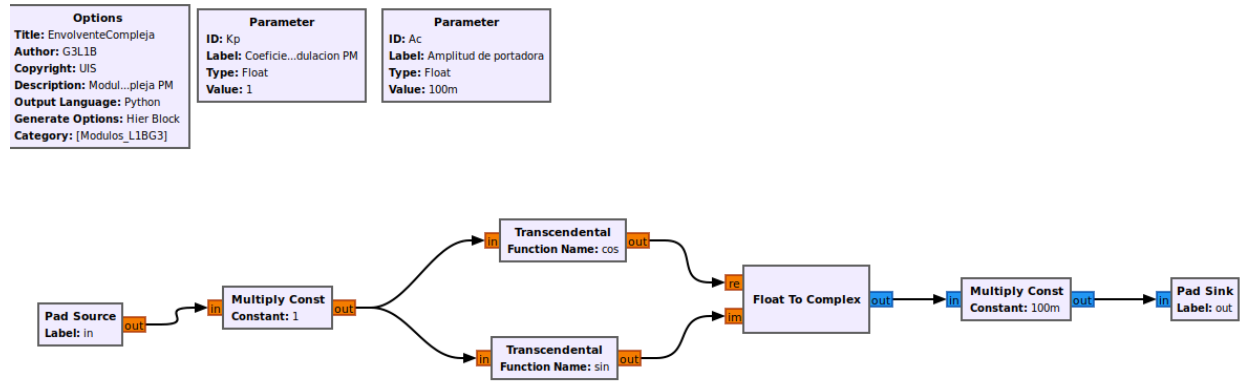 Options
Title: EnvolventeCompleja
Author: G3L1B
Copyright: UIS
Description: Modul...pleja PM
Output Language: Python
Generate Options: Hier Block
Category: [Modulos_L1BG3]
Parameter
ID: Kp
Label: Coeficie...dulacion PM
Type: Float
Value: 1
Parameter
ID: Ac
Label: Amplitud de portadora
Type: Float
Value: 100m
Pad Source
Label: in
out
in
Multiply Const
Constant: 1
out
in
Transcendental
Function Name: cos
out
in
Transcendental
Function Name: sin
out
re
im
Float To Complex
out
in
Multiply Const
Constant: 100m
out
in
Pad Sink
Label: out